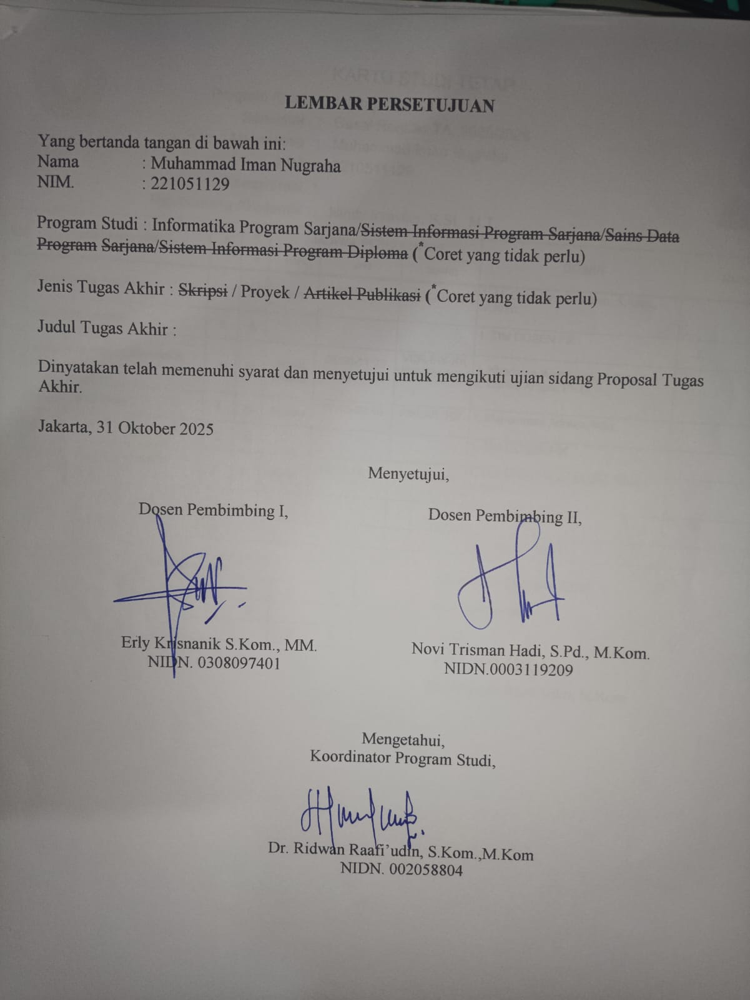 LEMBAR PERSETUJUAN
Yang bertanda tangan di bawah ini:
Nama : Muhammad Iman Nugraha
NIM. : 221051129
Program Studi : Informatika Program Sarjana/Sistem Informasi Program Sarjana/Sains Data
Program Sarjana/Sistem Informasi Program Diploma (*Coret yang tidak perlu)
Jenis Tugas Akhir : Skripsi / Proyek / Artikel Publikasi (*Coret yang tidak perlu)
Judul Tugas Akhir :
Dinyatakan telah memenuhi syarat dan menyetujui untuk mengikuti ujian sidang Proposal Tugas
Akhir.
Jakarta, 31 Oktober 2025
Menyetujui,
Dosen Pembimbing I,
Erly Krisnanik S.Kom., MM.
NIDN. 0308097401
Dosen Pembimbing II,
Novi Trisman Hadi, S.Pd., M.Kom.
NIDN.0003119209
Mengetahui,
Koordinator Program Studi,
Dr. Ridwan Raafi’udin, S.Kom.,M.Kom
NIDN. 002058804